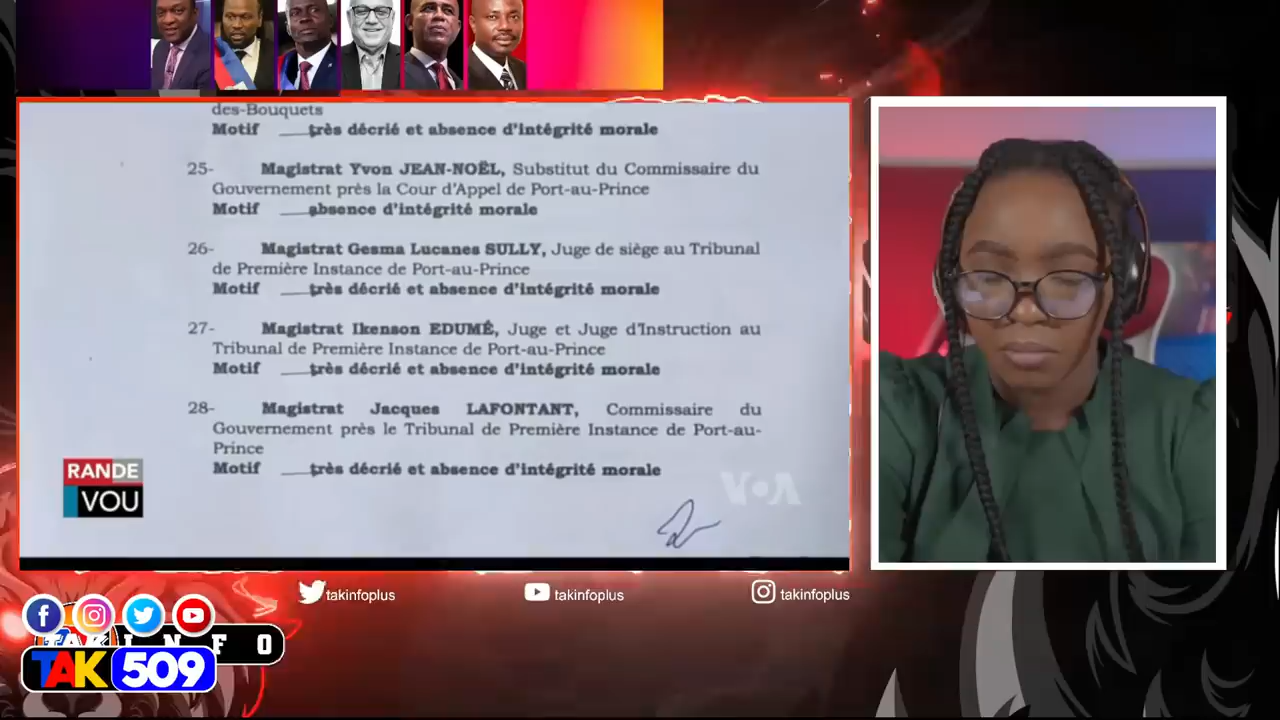 des-Bouquets
Motif ___très décrié et absence d'intégrité morale
25- Magistrat Yvon JEAN-NOËL, Substitut du Commissaire du
Gouvernement près la Cour d'Appel de Port-au-Prince
Motif ___absence d'intégrité morale
26- Magistrat Gesma Lucanes SULLY, Juge de siège au Tribunal
de Première Instance de Port-au-Prince
Motif ___très décrié et absence d'intégrité morale
27- Magistrat Ikenson EDUMÉ, Juge et Juge d'Instruction au
Tribunal de Première Instance de Port-au-Prince
Motif ___très décrié et absence d'intégrité morale
28- Magistrat Jacques LAFONTANT, Commissaire du
Gouvernement près le Tribunal de Première Instance de Port-au-
Prince
Motif ___très décrié et absence d'intégrité morale
RANDE
VOU
VOA
takinfoplus
takinfoplus
takinfoplus
TAK INFO
TAK 509